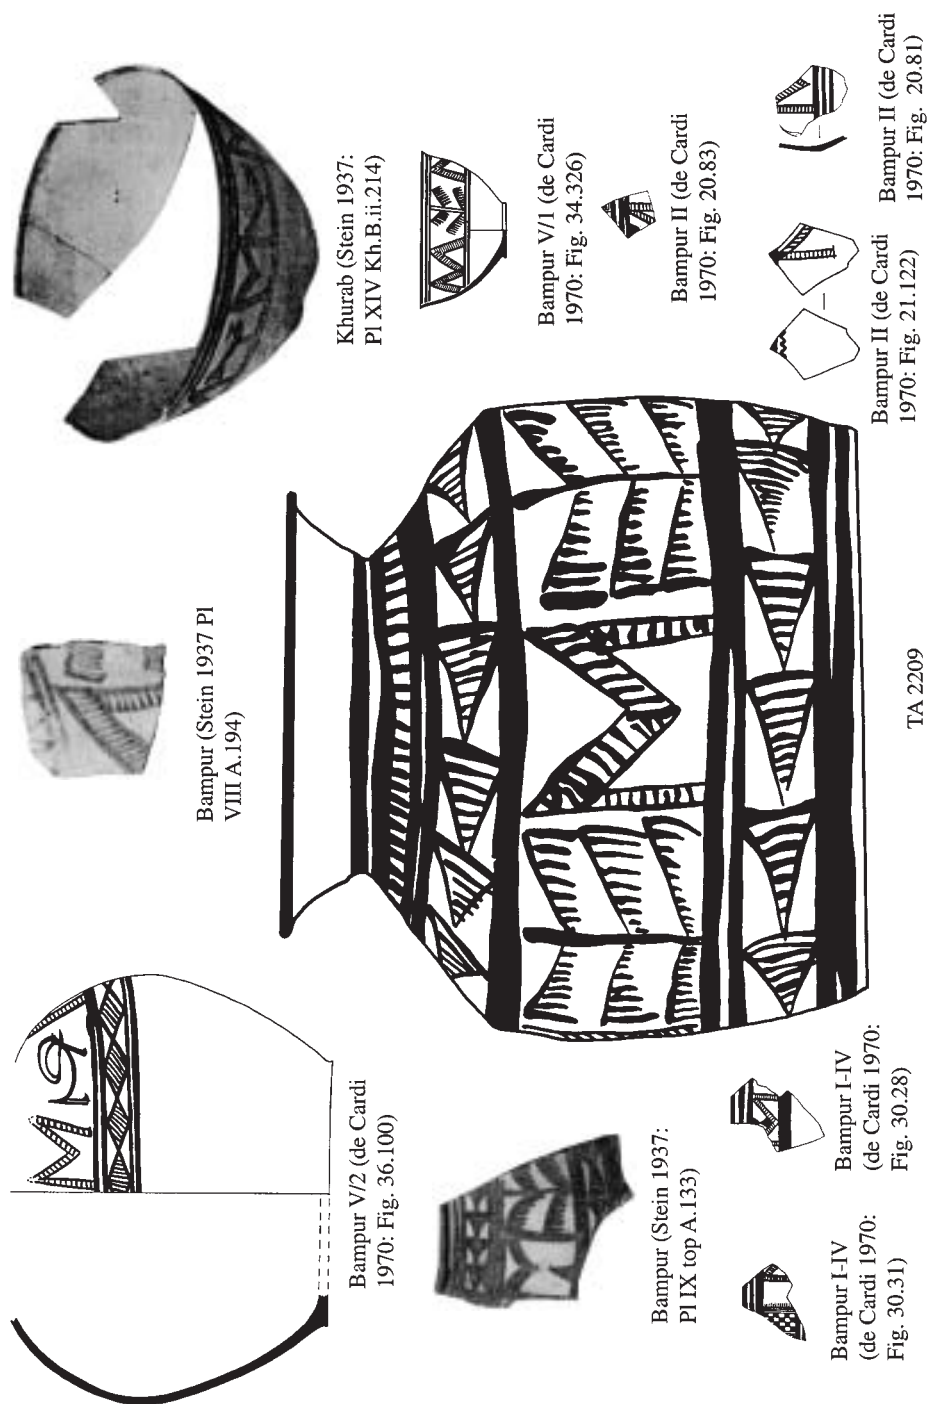 Khurab (Stein 1937:
Pl XIV Kh.B.ii.214)
Bampur V/1 (de Cardi
1970: Fig. 34.326)
Bampur II (de Cardi
1970: Fig. 20.83)
Bampur II (de Cardi
1970: Fig. 21.122)
Bampur II (de Cardi
1970: Fig. 20.81)
Bampur (Stein 1937 Pl
VIII A.194)
TA 2209
Bampur V/2 (de Cardi
1970: Fig. 36.100)
Bampur (Stein 1937:
Pl IX top A.133)
Bampur I-IV
(de Cardi 1970:
Fig. 30.28)
Bampur I-IV
(de Cardi 1970:
Fig. 30.31)